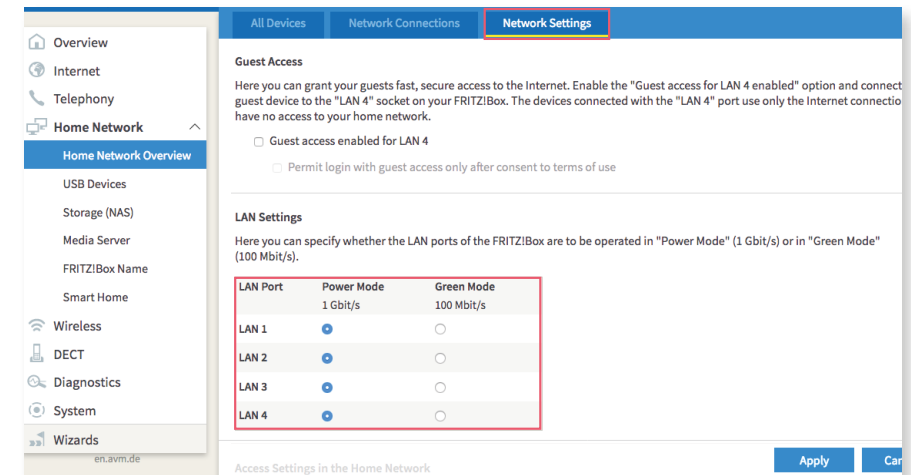 All Devices
Network Connections
Network Settings
Overview
Internet
Telephony
Home Network
Home Network Overview
USB Devices
Storage (NAS)
Media Server
FRITZ!Box Name
Smart Home
Wireless
DECT
Diagnostics
System
Wizards
en.avm.de
Guest Access
Here you can grant your guests fast, secure access to the Internet. Enable the "Guest access for LAN 4 enabled" option and connect
guest device to the "LAN 4" socket on your FRITZ!Box. The devices connected with the "LAN 4" port use only the Internet connectio
have no access to your home network.
Guest access enabled for LAN 4
Permit login with guest access only after consent to terms of use
LAN Settings
Here you can specify whether the LAN ports of the FRITZ!Box are to be operated in "Power Mode" (1 Gbit/s) or in "Green Mode"
(100 Mbit/s).
LAN Port Power Mode Green Mode
1 Gbit/s 100 Mbit/s
LAN 1
LAN 2
LAN 3
LAN 4
Access Settings in the Home Network
Apply
Car